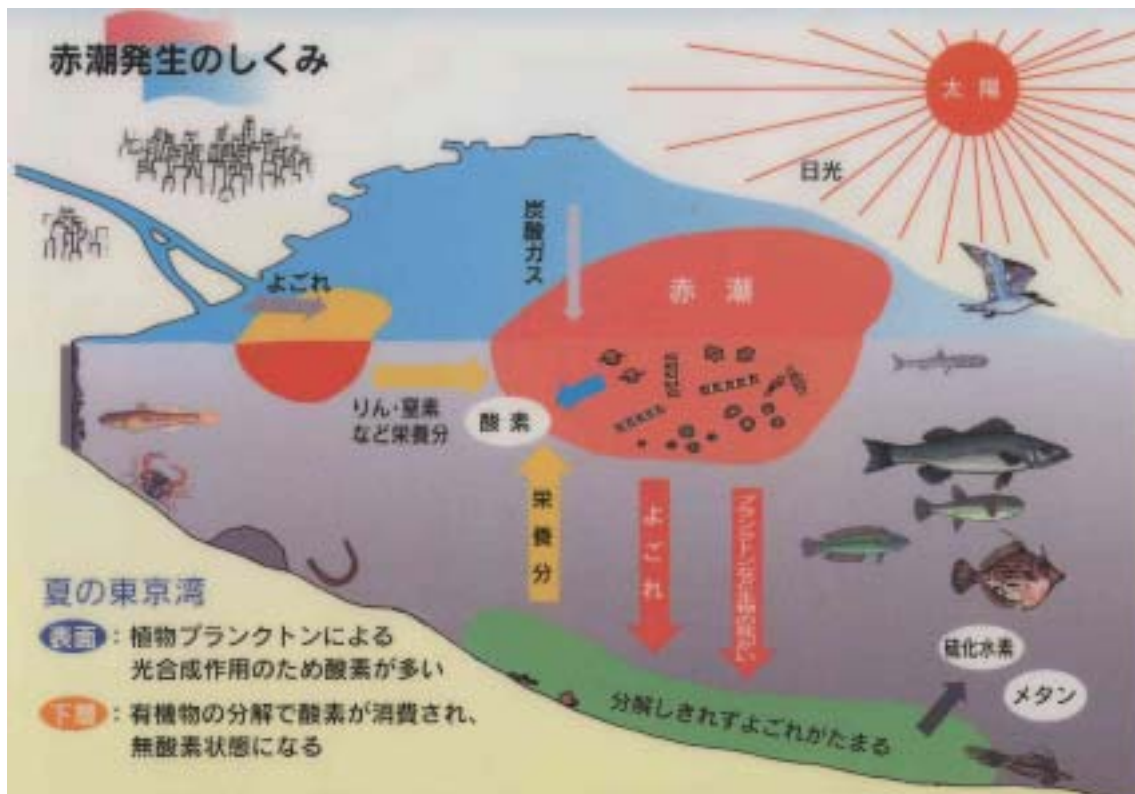 赤潮発生のしくみ
太陽
日光
炭酸ガス
よごれ
赤潮
りん・窒素
など栄養分
酸素
栄養分
よごれ
プランクトンなど生物の死がい
硫化水素
メタン
分解しきれずよごれがたまる
夏の東京湾
表面：植物プランクトンによる
光合成作用のため酸素が多い
下層：有機物の分解で酸素が消費され、
無酸素状態になる